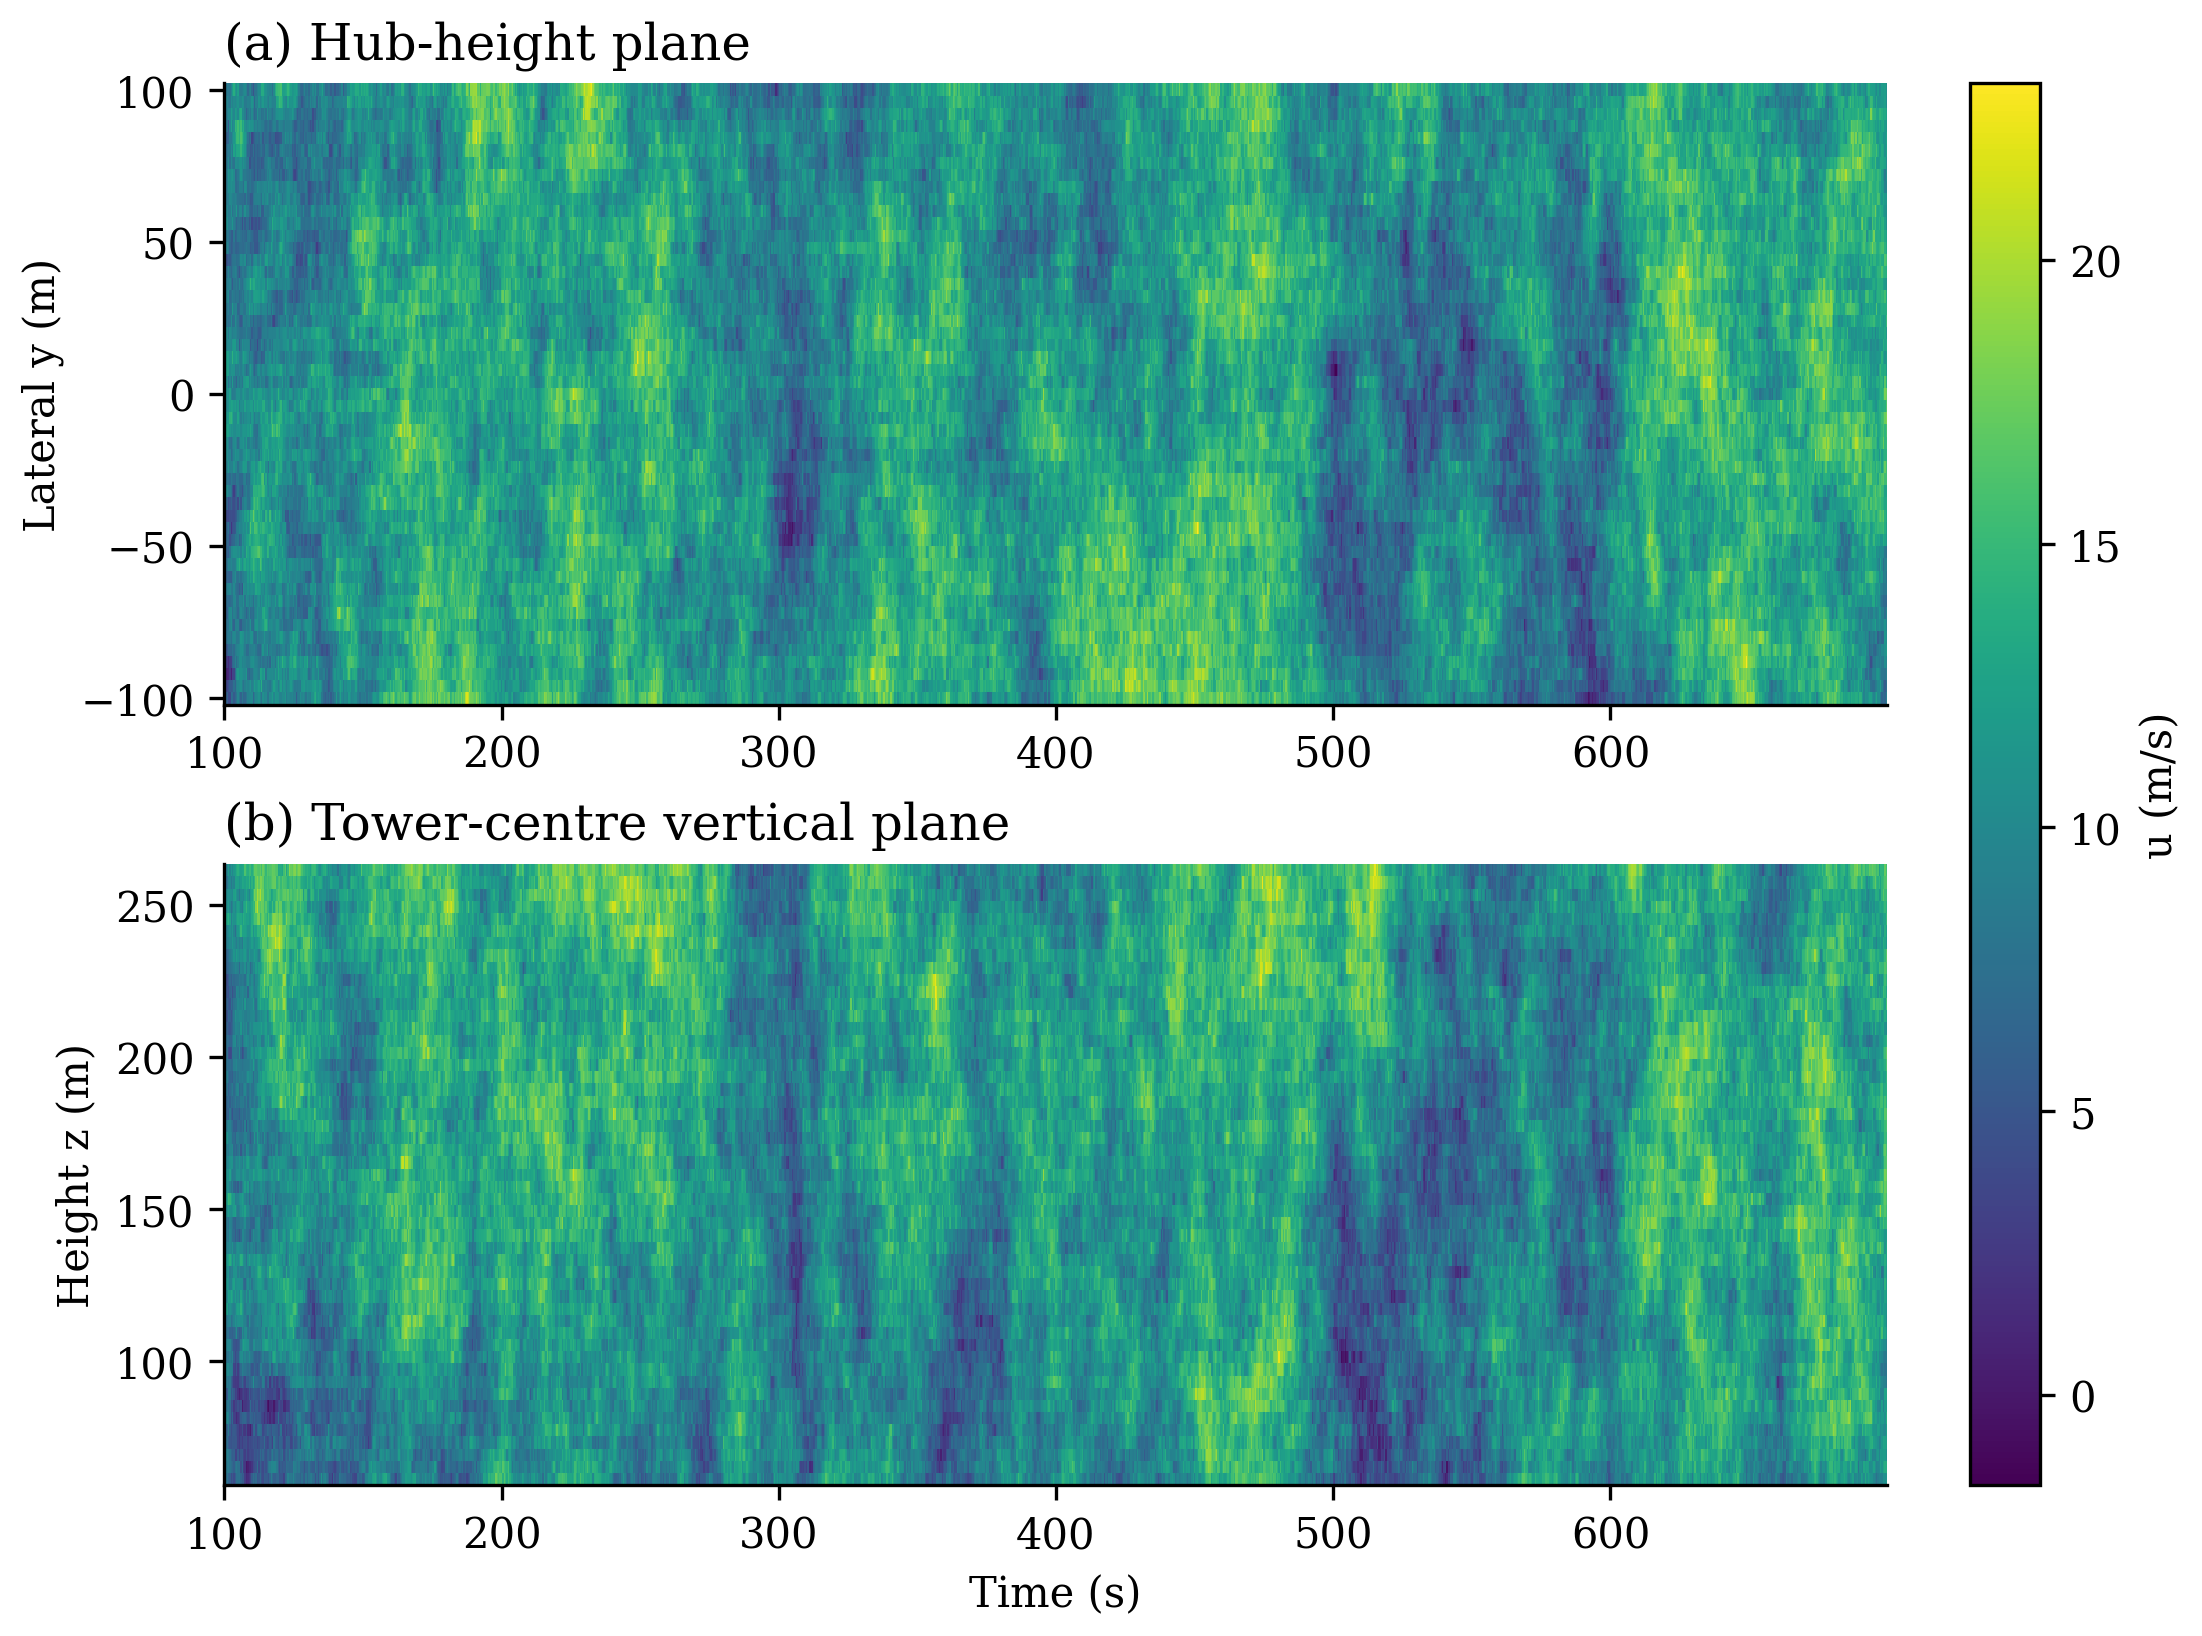 (a) Hub-height plane
100
50
0
−50
−100
Lateral y (m)
100 200 300 400 500 600
(b) Tower-centre vertical plane
250
200
150
100
Height z (m)
100 200 300 400 500 600
Time (s)
20
15
10
5
0
u (m/s)